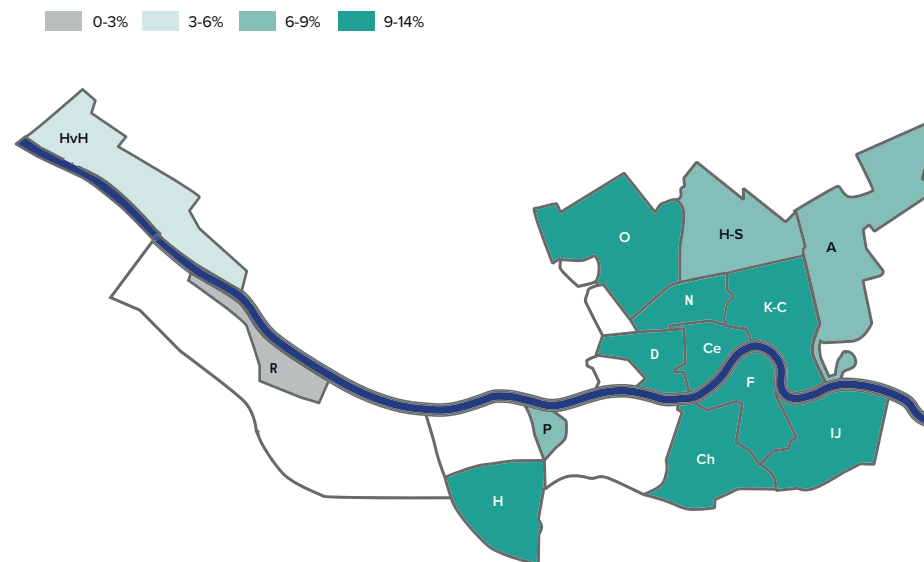 0-3% 3-6% 6-9% 9-14%
HvH
O
H-S
A
N
K-C
Ce
D
R
F
P
IJ
Ch
H